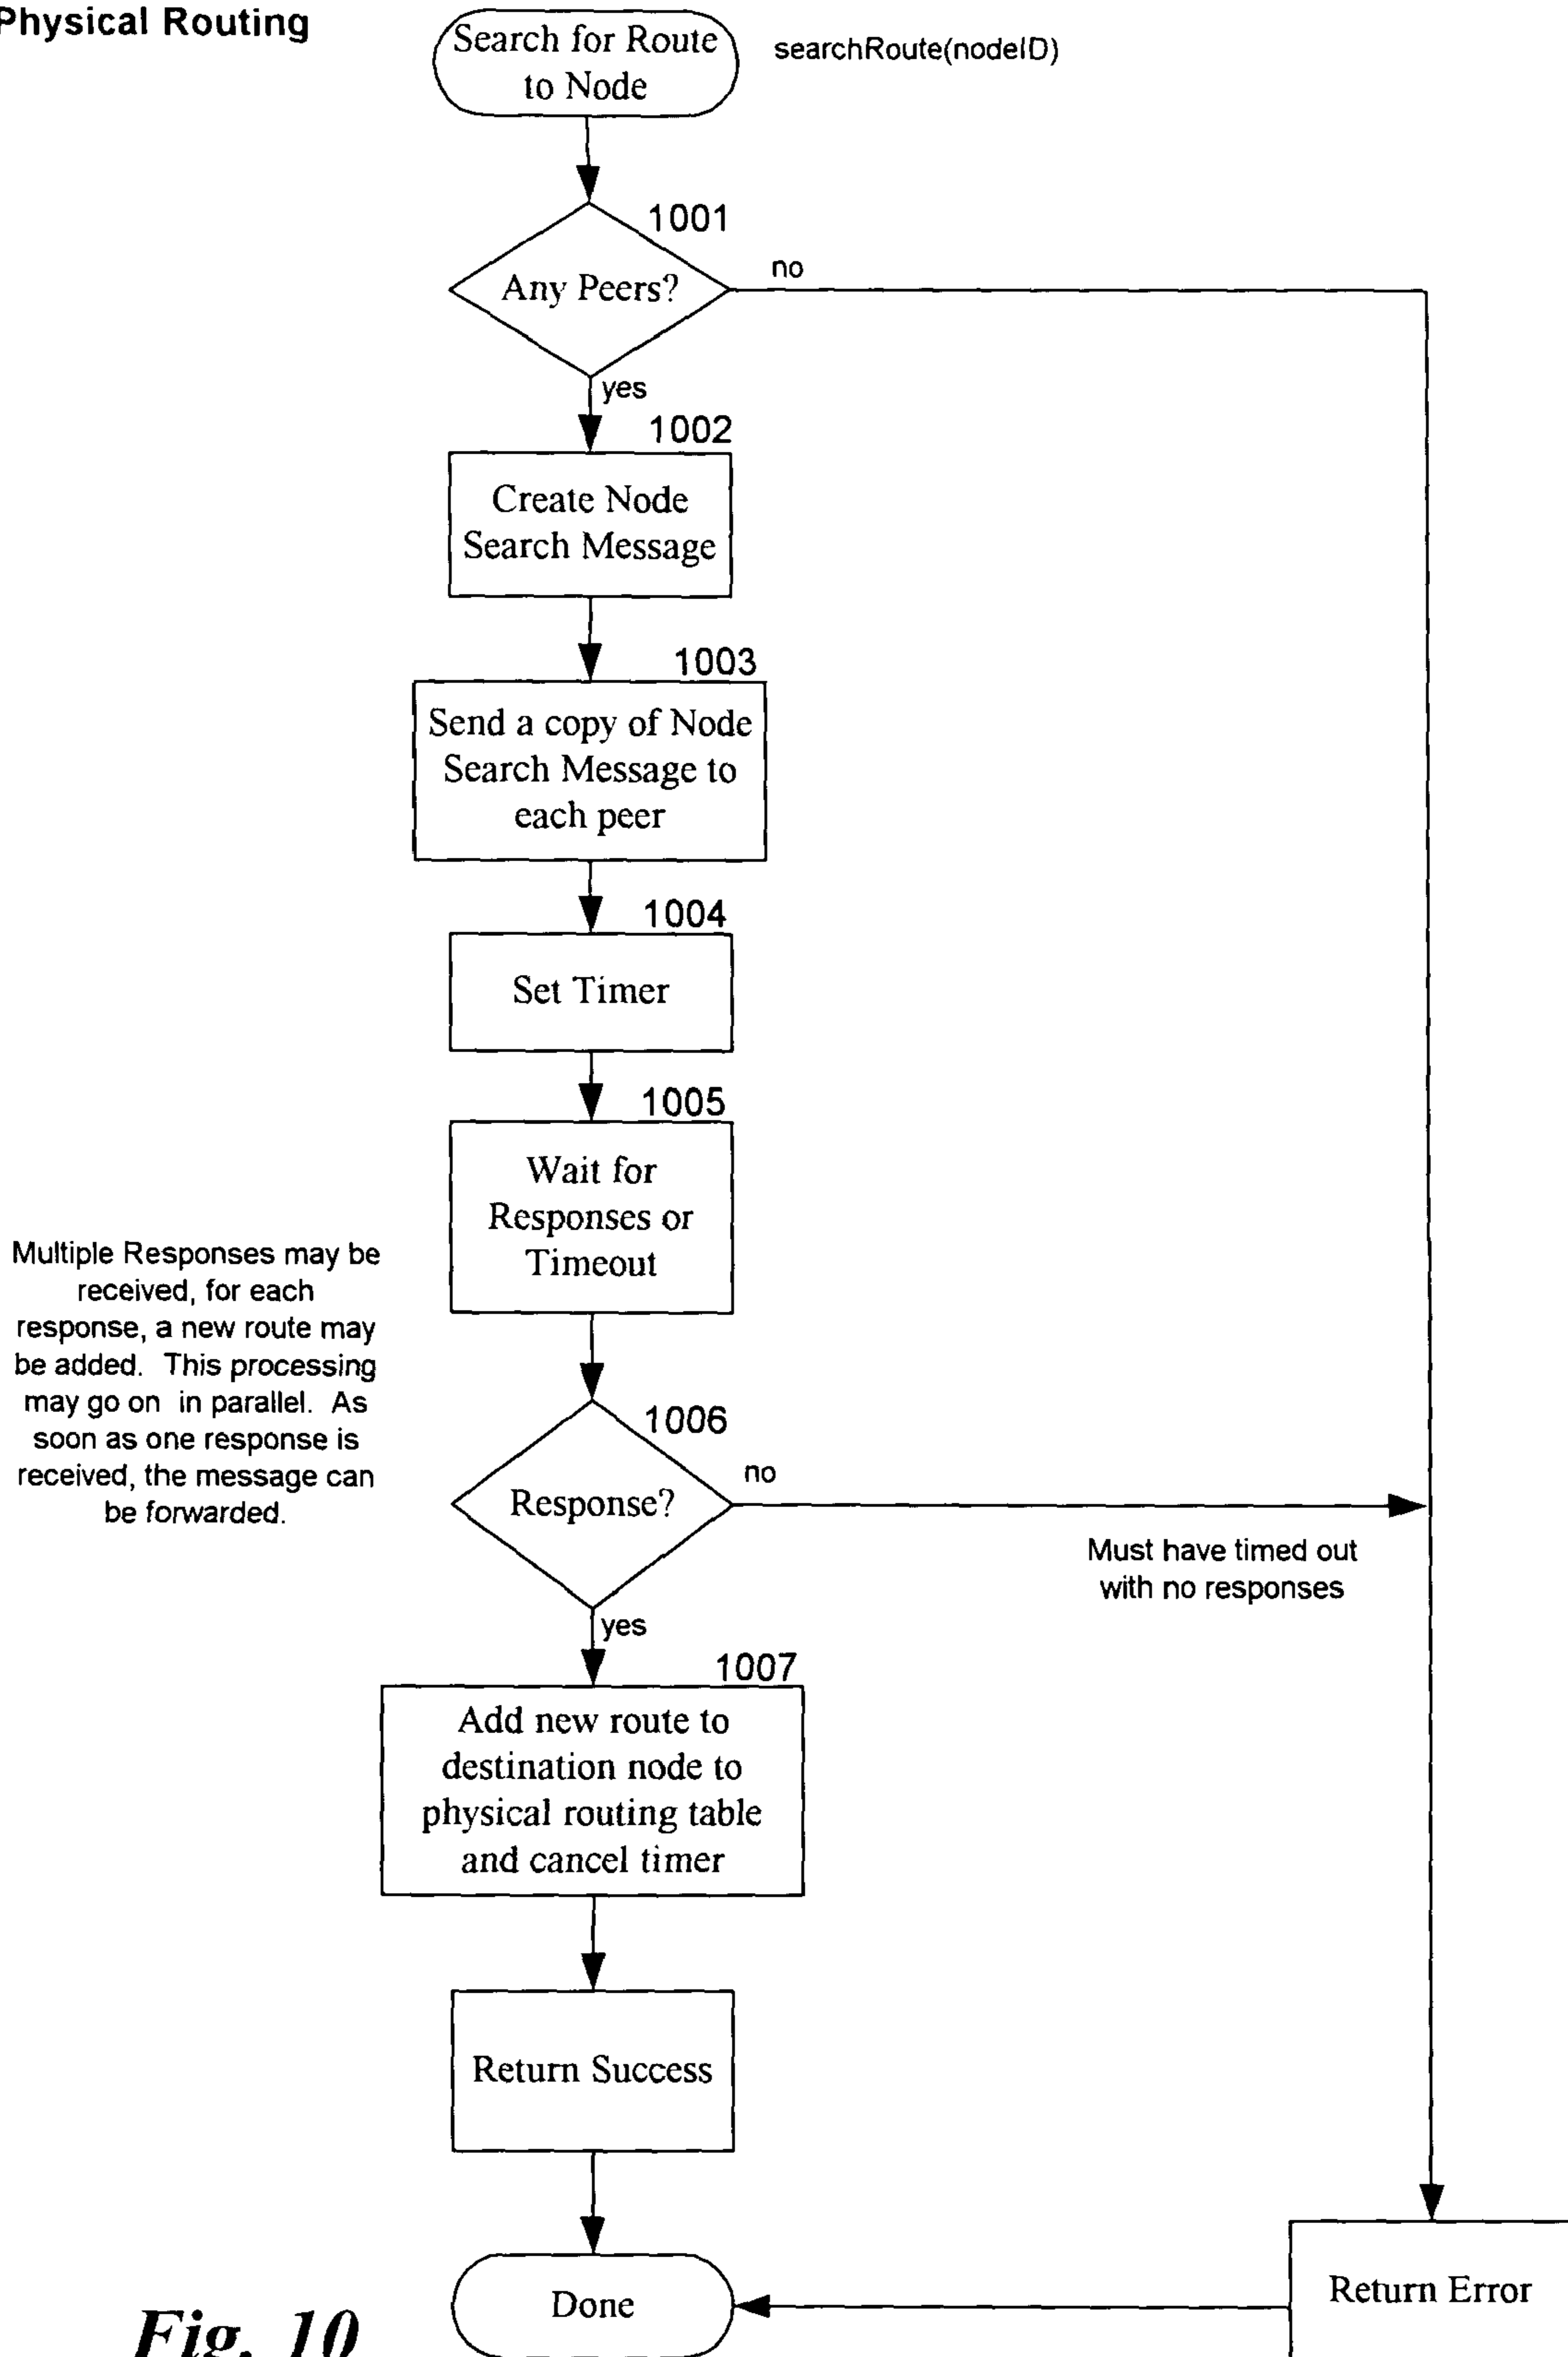 Physical Routing
Search for Route
to Node
searchRoute(nodeID)
1001
Any Peers?
no
yes
1002
Create Node
Search Message
1003
Send a copy of Node
Search Message to
each peer
1004
Set Timer
1005
Wait for
Responses or
Timeout
Multiple Responses may be
received, for each
response, a new route may
be added. This processing
may go on in parallel. As
soon as one response is
received, the message can
be forwarded.
1006
Response?
no
Must have timed out
with no responses
yes
1007
Add new route to
destination node to
physical routing table
and cancel timer
Return Success
Return Error
Done
Fig. 10